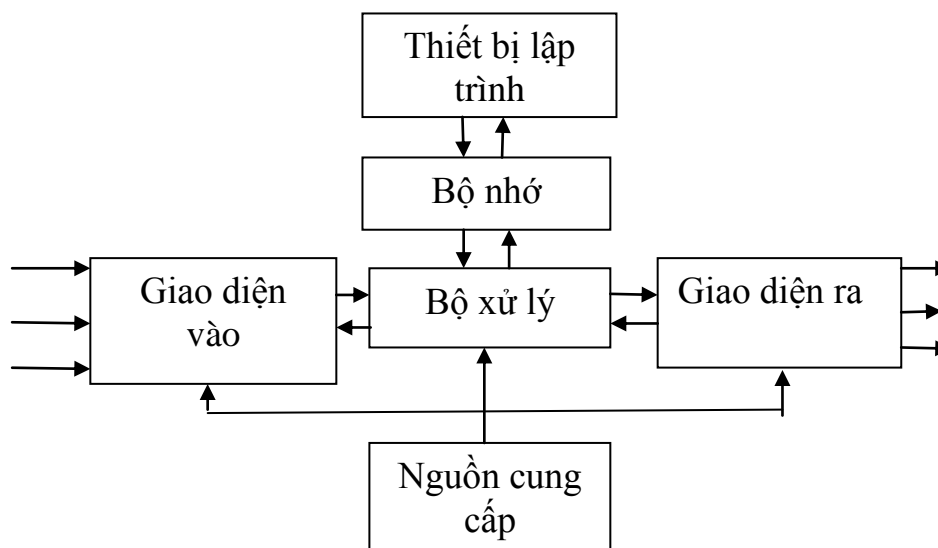 Thiết bị lập
trình
Bộ nhớ
Giao diện
vào
Bộ xử lý
Giao diện ra
Nguồn cung
cấp